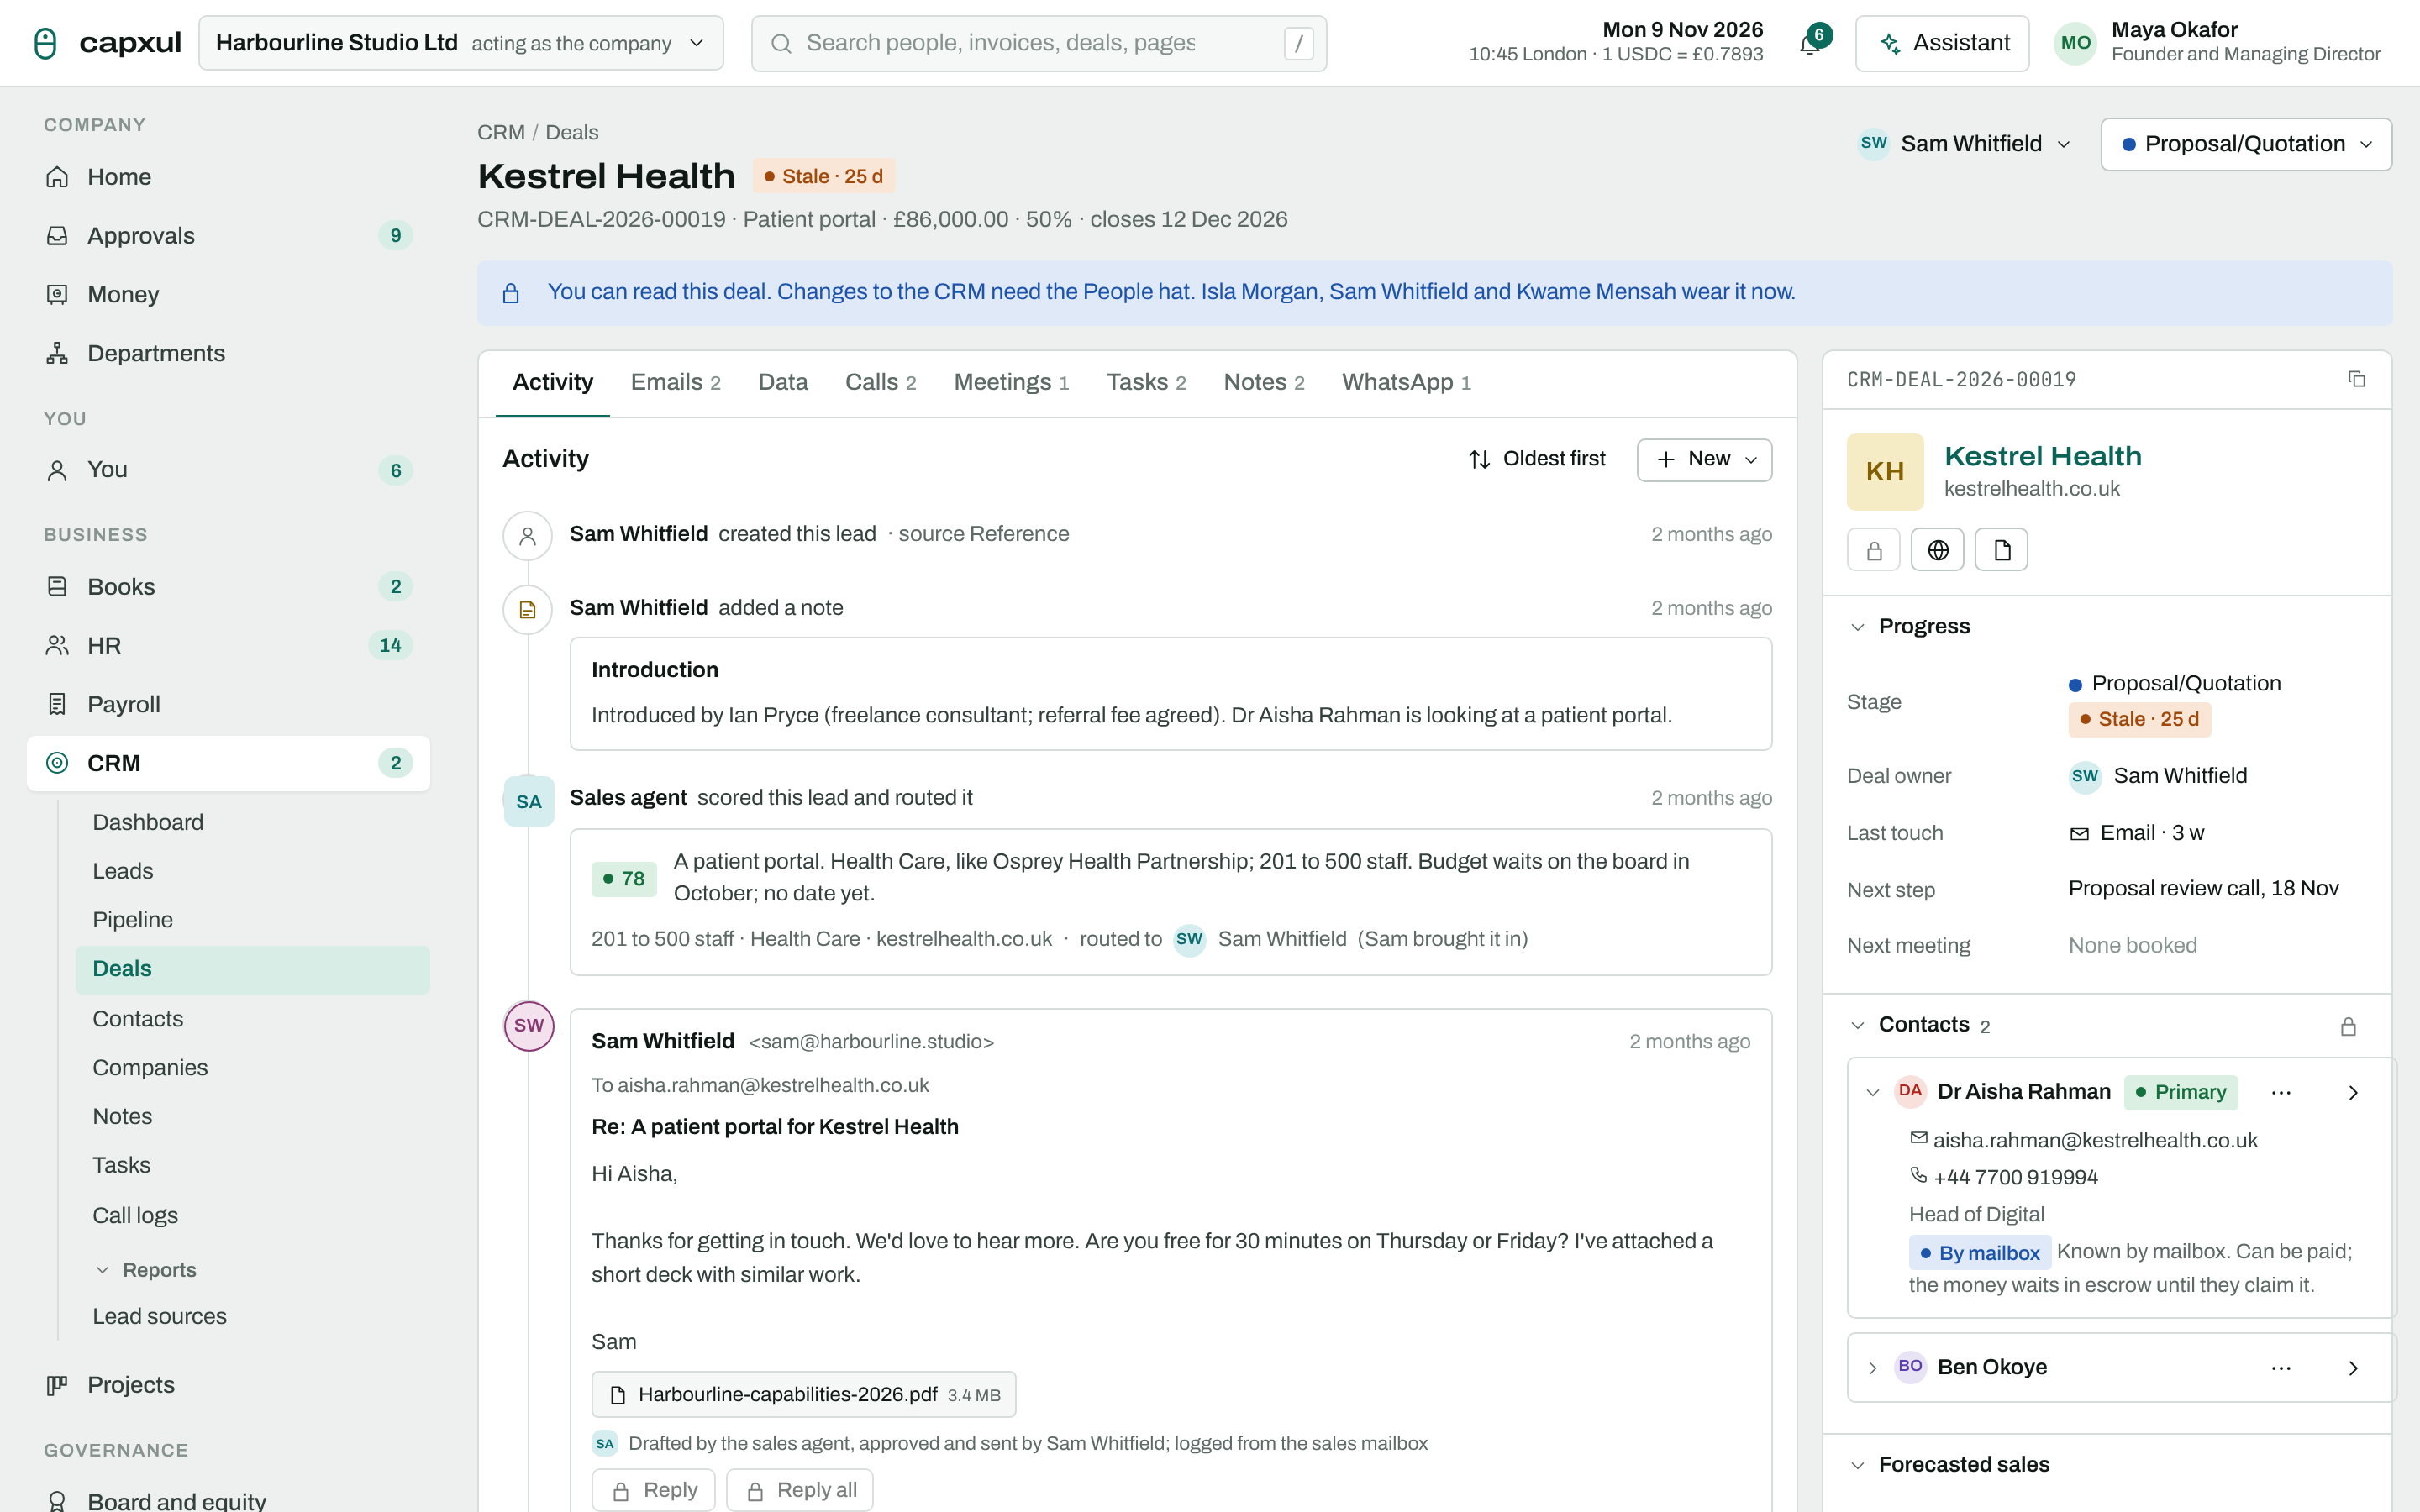 capxul
Harbourline Studio Ltd acting as the company
Search people, invoices, deals, pages
/
Mon 9 Nov 2026
10:45 London · 1 USDC = £0.7893
6
Assistant
MO
Maya Okafor
Founder and Managing Director
COMPANY
Home
Approvals 9
Money
Departments
YOU
You 6
BUSINESS
Books 2
HR 14
Payroll
CRM 2
Dashboard
Leads
Pipeline
Deals
Contacts
Companies
Notes
Tasks
Call logs
Reports
Lead sources
Projects
GOVERNANCE
Board and equity
CRM / Deals
Kestrel Health Stale · 25 d
CRM-DEAL-2026-00019 · Patient portal · £86,000.00 · 50% · closes 12 Dec 2026
SW Sam Whitfield
Proposal/Quotation
You can read this deal. Changes to the CRM need the People hat. Isla Morgan, Sam Whitfield and Kwame Mensah wear it now.
Activity Emails 2 Data Calls 2 Meetings 1 Tasks 2 Notes 2 WhatsApp 1
Activity
Oldest first
New
Sam Whitfield created this lead · source Reference 2 months ago
Sam Whitfield added a note 2 months ago
Introduction
Introduced by Ian Pryce (freelance consultant; referral fee agreed). Dr Aisha Rahman is looking at a patient portal.
SA Sales agent scored this lead and routed it 2 months ago
78
A patient portal. Health Care, like Osprey Health Partnership; 201 to 500 staff. Budget waits on the board in
October; no date yet.
201 to 500 staff · Health Care · kestrelhealth.co.uk · routed to SW Sam Whitfield (Sam brought it in)
SW
Sam Whitfield <sam@harbourline.studio> 2 months ago
To aisha.rahman@kestrelhealth.co.uk
Re: A patient portal for Kestrel Health
Hi Aisha,
Thanks for getting in touch. We'd love to hear more. Are you free for 30 minutes on Thursday or Friday? I've attached a
short deck with similar work.
Sam
Harbourline-capabilities-2026.pdf 3.4 MB
SA Drafted by the sales agent, approved and sent by Sam Whitfield; logged from the sales mailbox
Reply
Reply all
CRM-DEAL-2026-00019
KH
Kestrel Health
kestrelhealth.co.uk
Progress
Stage Proposal/Quotation
Stale · 25 d
Deal owner SW Sam Whitfield
Last touch Email · 3 w
Next step Proposal review call, 18 Nov
Next meeting None booked
Contacts 2
DA Dr Aisha Rahman Primary
aisha.rahman@kestrelhealth.co.uk
+44 7700 919994
Head of Digital
By mailbox Known by mailbox. Can be paid;
the money waits in escrow until they claim it.
BO Ben Okoye
Forecasted sales